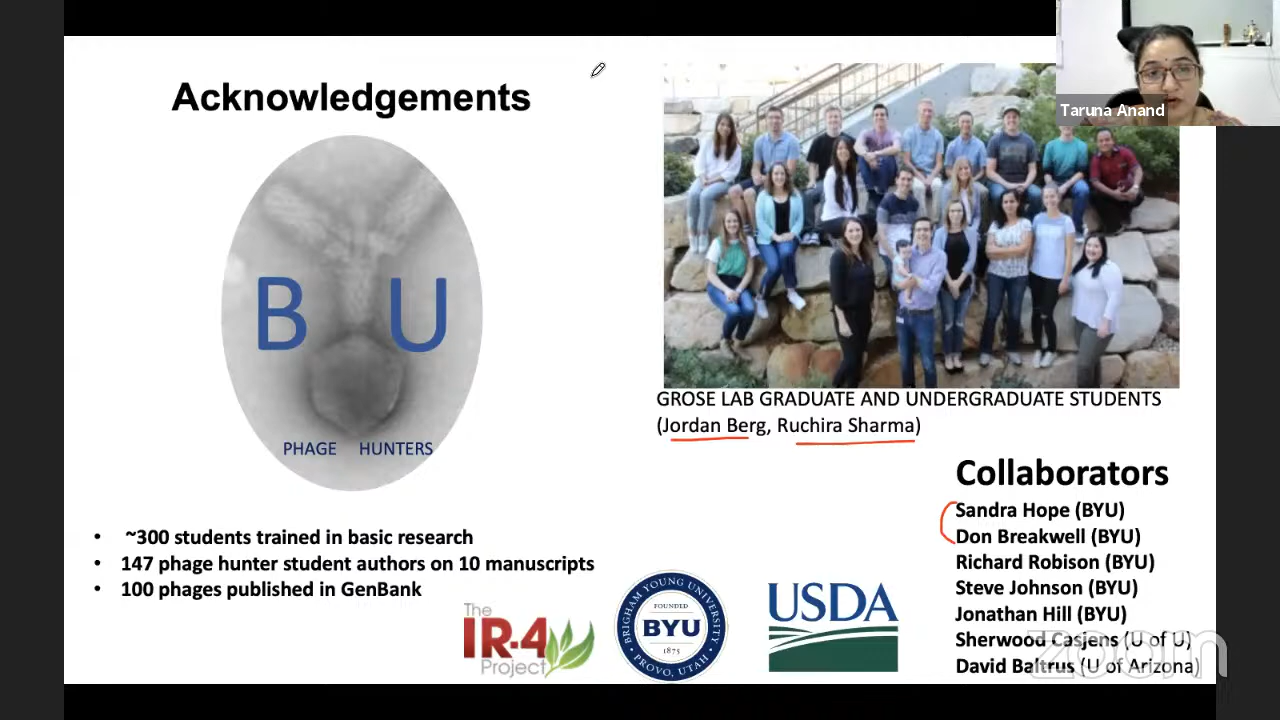 Acknowledgements
Taruna Anand
B U
PHAGE HUNTERS
GROSE LAB GRADUATE AND UNDERGRADUATE STUDENTS
(Jordan Berg, Ruchira Sharma)
Collaborators
Sandra Hope (BYU)
Don Breakwell (BYU)
Richard Robison (BYU)
Steve Johnson (BYU)
Jonathan Hill (BYU)
Sherwood Casjens (U of U)
David Baltrus (U of Arizona)
• ~300 students trained in basic research
• 147 phage hunter student authors on 10 manuscripts
• 100 phages published in GenBank
The
IR-4
Project
BRIGHAM YOUNG UNIVERSITY
FOUNDED
BYU
1875
PROVO, UTAH
USDA
zoom